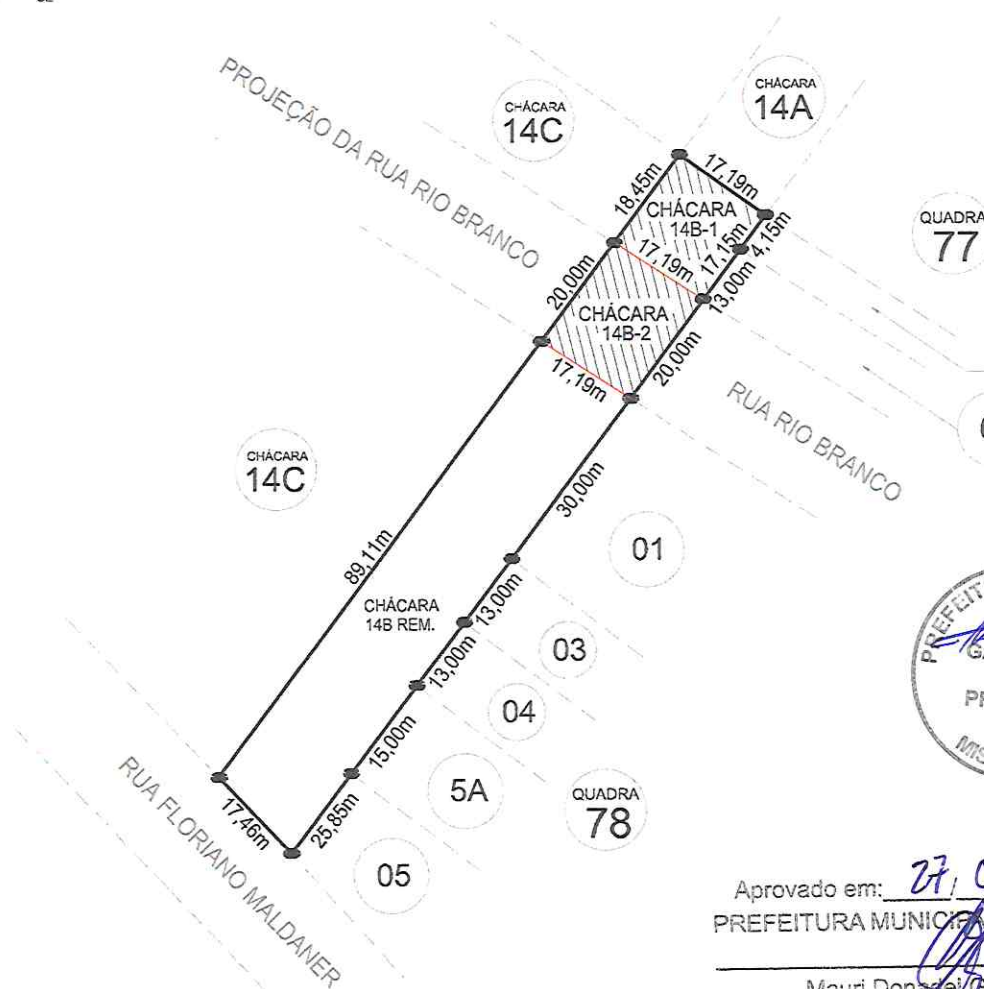 CHÁCARA
14A
CHÁCARA
14C
PROJEÇÃO DA RUA RIO BRANCO
17,19m
18,45m
CHÁCARA
14B-1
17,15m
4,15m
QUADRA
77
17,19m
13,00m
20,00m
CHÁCARA
14B-2
20,00m
17,19m
RUA RIO BRANCO
CHÁCARA
14C
30,00m
01
89,11m
CHÁCARA
14B REM.
13,00m
03
13,00m
04
15,00m
5A
QUADRA
78
RUA FLORIANO MALDANER
17,46m
25,85m
05
Aprovado em: 27,
PREFEITURA
Mauri